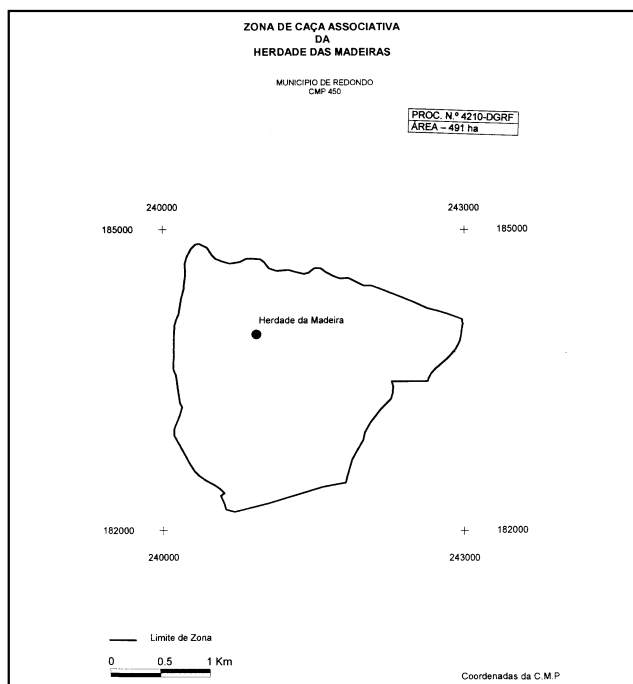 ZONA DE CAÇA ASSOCIATIVA
DA
HERDADE DAS MADEIRAS
MUNICIPIO DE REDONDO
CMP 450
PROC. N.º 4210-DGRF
ÁREA – 491 ha
240000 243000
185000 185000
Herdade da Madeira
182000 182000
240000 243000
Limite de Zona
0 0.5 1 Km
Coordenadas da C.M.P